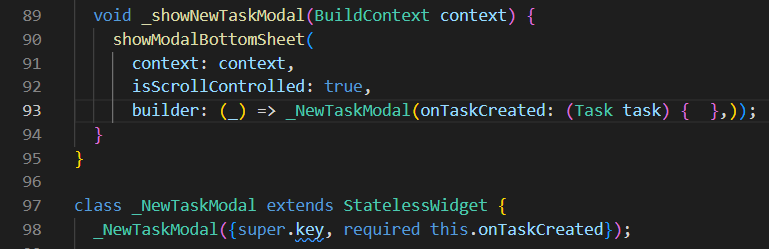 89 void _showNewTaskModal(BuildContext context) {
90 showModalBottomSheet(
91 context: context,
92 isScrollControlled: true,
93 builder: (_) => _NewTaskModal(onTaskCreated: (Task task) {  },));
94 }
95 }
96
97 class _NewTaskModal extends StatelessWidget {
98 _NewTaskModal({super.key, required this.onTaskCreated});